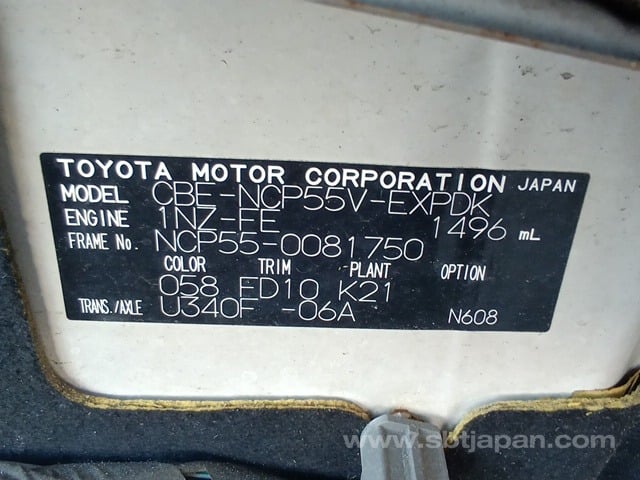 TOYOTA MOTOR CORPORATION JAPAN
MODEL CBE-NCP55V-EXPDK
ENGINE 1NZ-FE 1496 mL
FRAME No. NCP55-0081750
COLOR TRIM PLANT OPTION
058 FD10 K21
TRANS./AXLE U340F -06A N608
www.sbtjapan.com